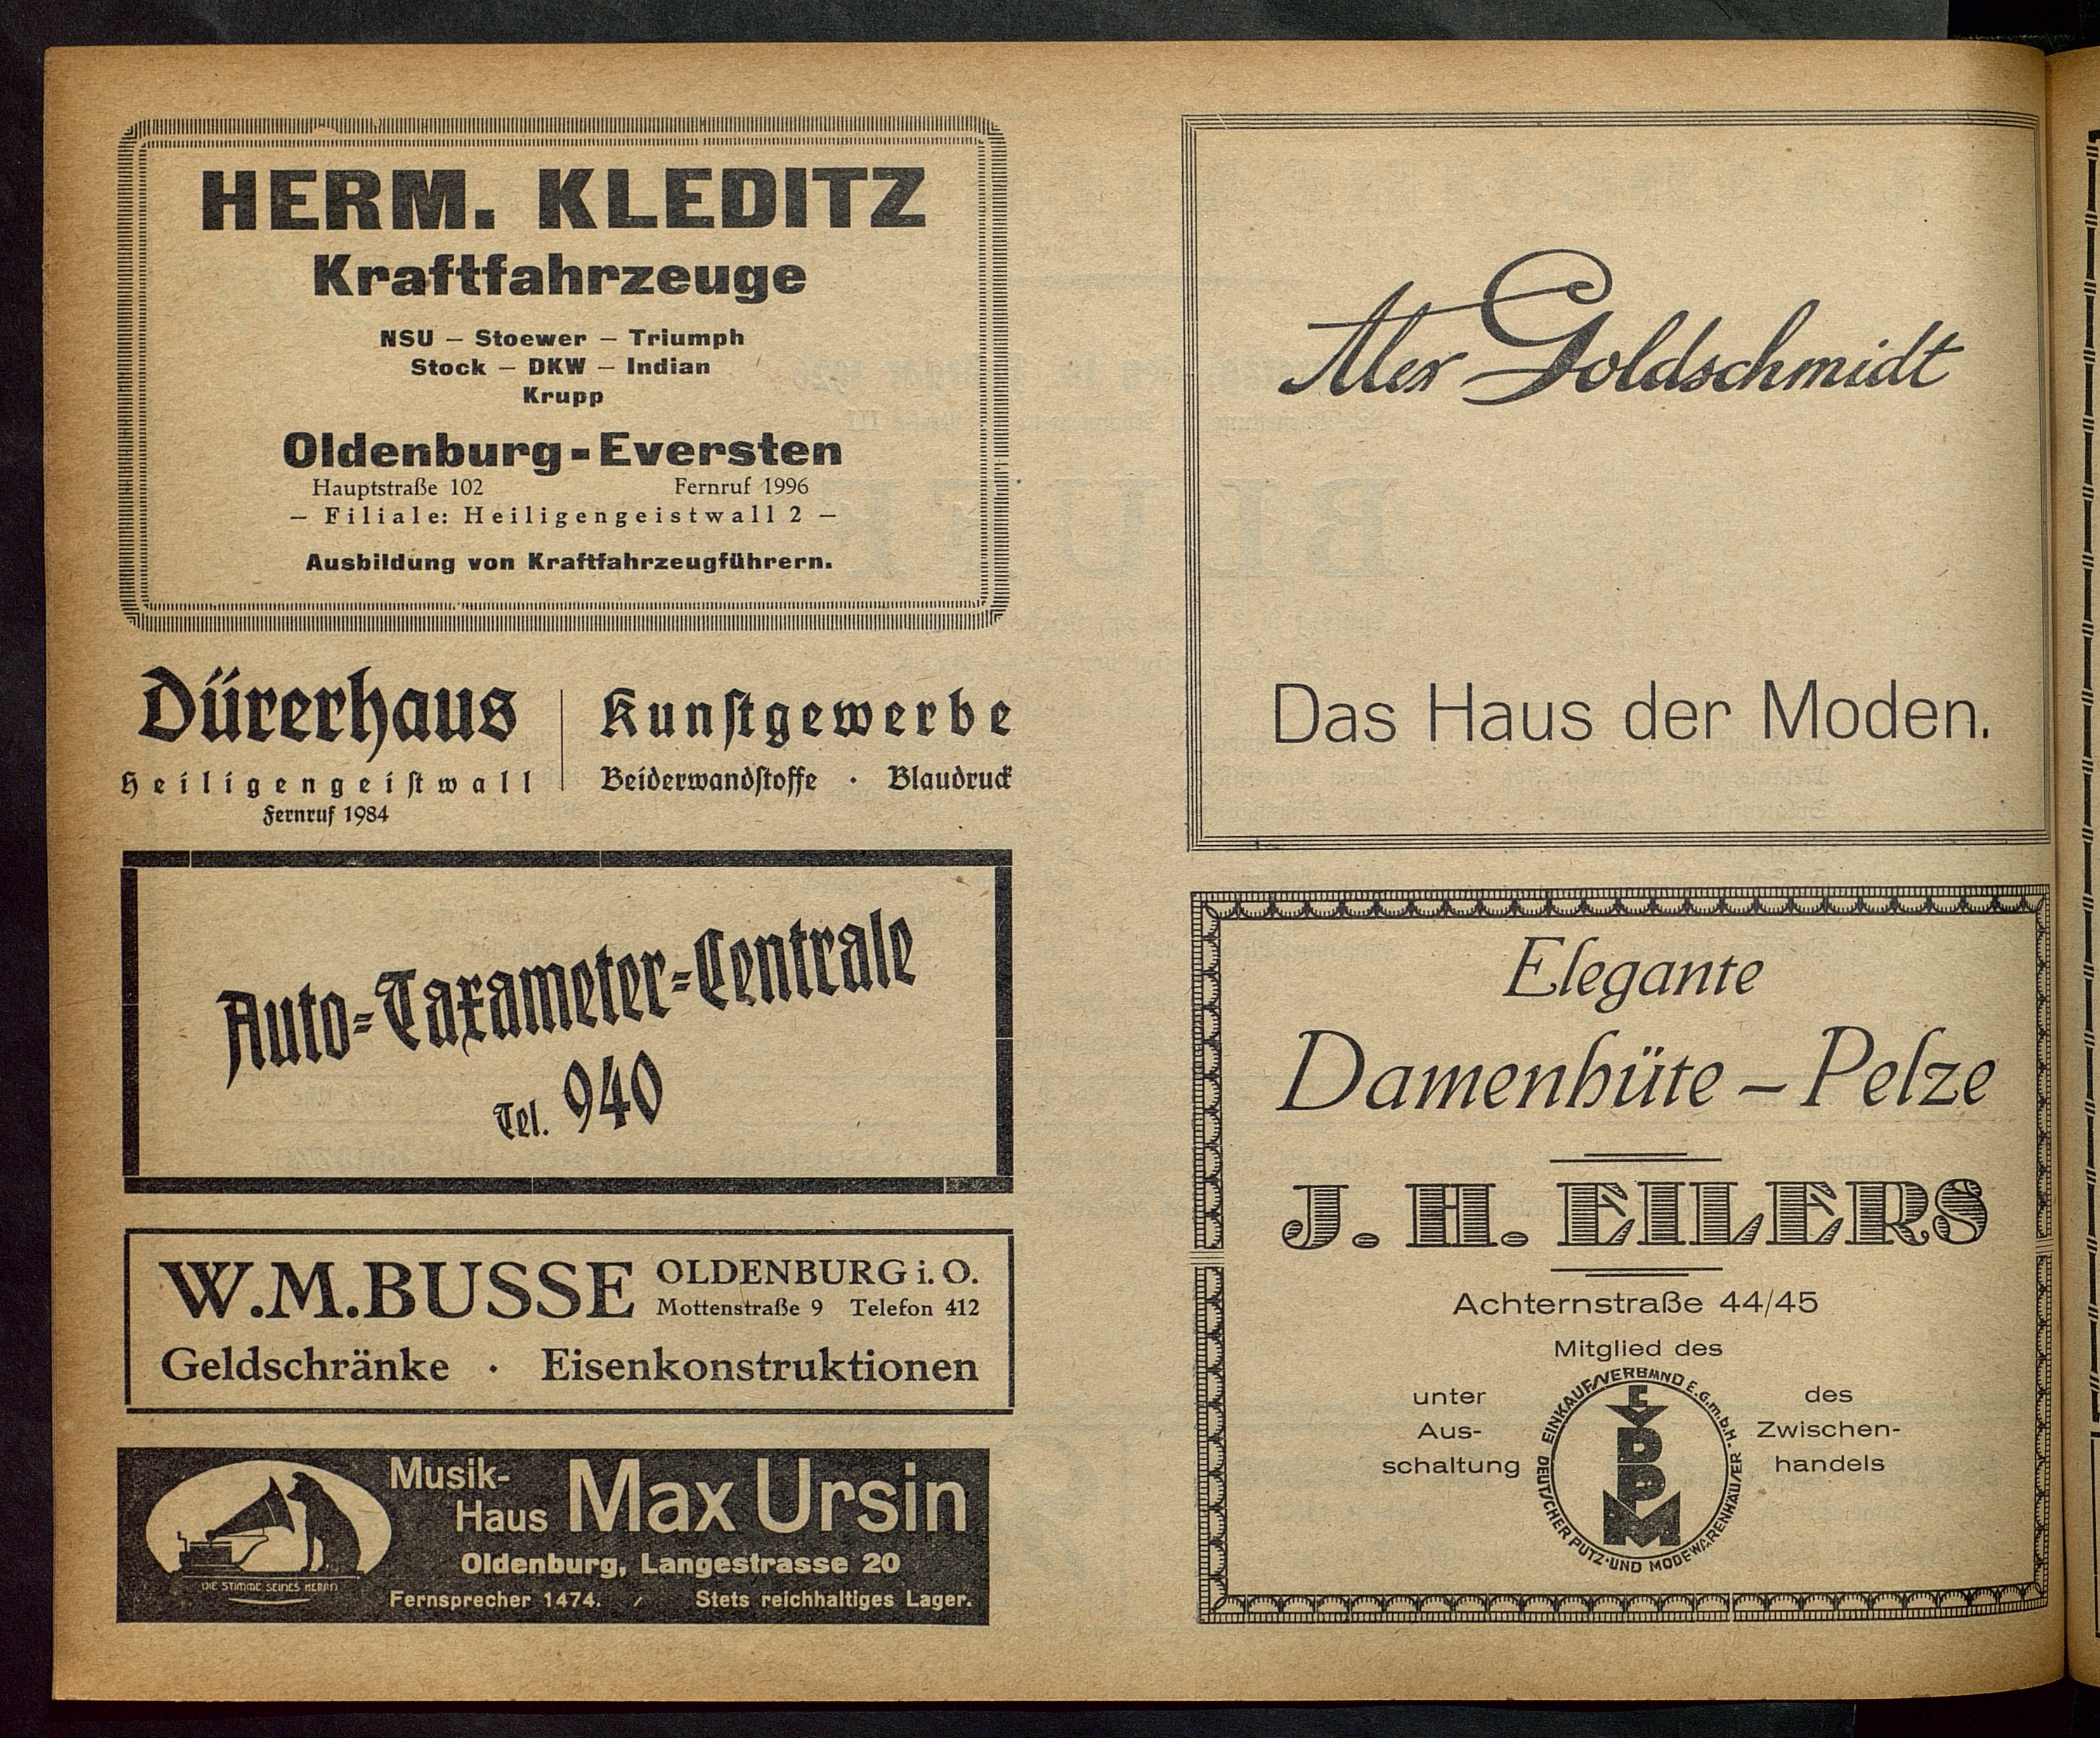 HERM. KLEDITZ
Kraftfahrzeuge
NSU — Stoewer — Triumph
Stock — DKW — Indian
Krupp
Oldenburg-Eversten
Hauptstraße 102 Fernruf 1996
— Filiale: Heiligengeistwall 2 —
Ausbildung von Kraftfahrzeugführern.
Dürerhaus
Heiligengeistwall
Fernruf 1984
Kunstgewerbe
Beiderwandstoffe · Blaudruck
Auto-Taxameter-Centrale
Tel. 940
W.M.BUSSE OLDENBURG i. O.
Mottenstraße 9 Telefon 412
Geldschränke · Eisenkonstruktionen
DIE STIMME SEINES HERRN
Musik-
Haus Max Ursin
Oldenburg, Langestrasse 20
Fernsprecher 1474. / Stets reichhaltiges Lager.
Alex Goldschmidt
Das Haus der Moden.
Elegante
Damenhüte – Pelze
J. H. EILERS
Achternstraße 44/45
Mitglied des
unter
Aus-
schaltung
EINKAUFSVERBAND E.G.m.b.H.
DEUTSCHER PUTZ-UND MODEWARENHÄUSER
EVDPM
des
Zwischen-
handels